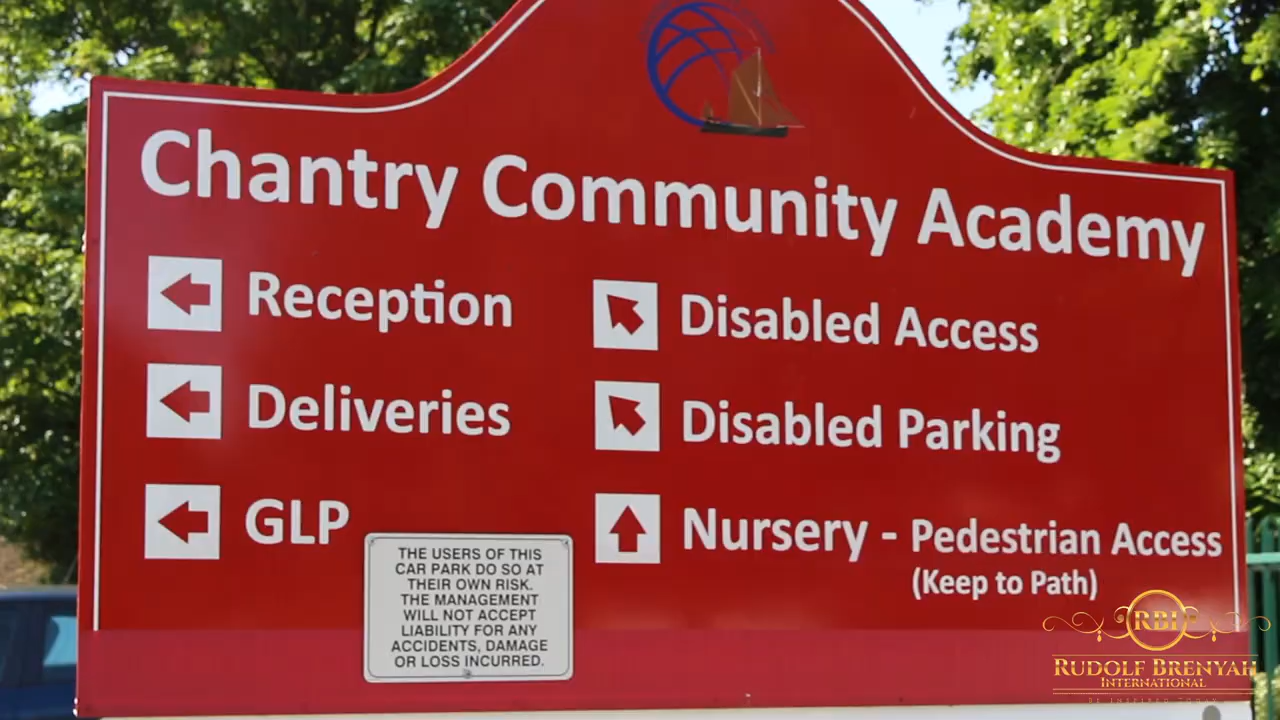 Chantry Community Academy
Reception
Deliveries
GLP
Disabled Access
Disabled Parking
Nursery - Pedestrian Access
(Keep to Path)
THE USERS OF THIS
CAR PARK DO SO AT
THEIR OWN RISK.
THE MANAGEMENT
WILL NOT ACCEPT
LIABILITY FOR ANY
ACCIDENTS, DAMAGE
OR LOSS INCURRED.
RUDOLF BRENYAH
INTERNATIONAL